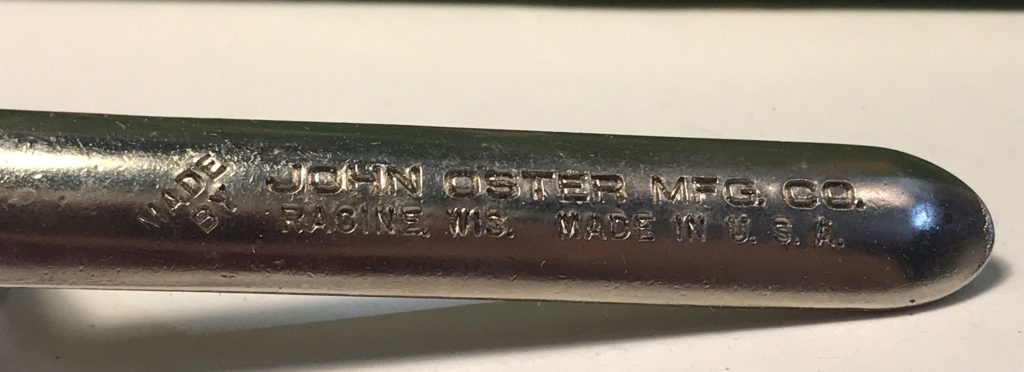 MADE
BY
JOHN OSTER MFG. CO.
RACINE, WIS. MADE IN U.S.A.